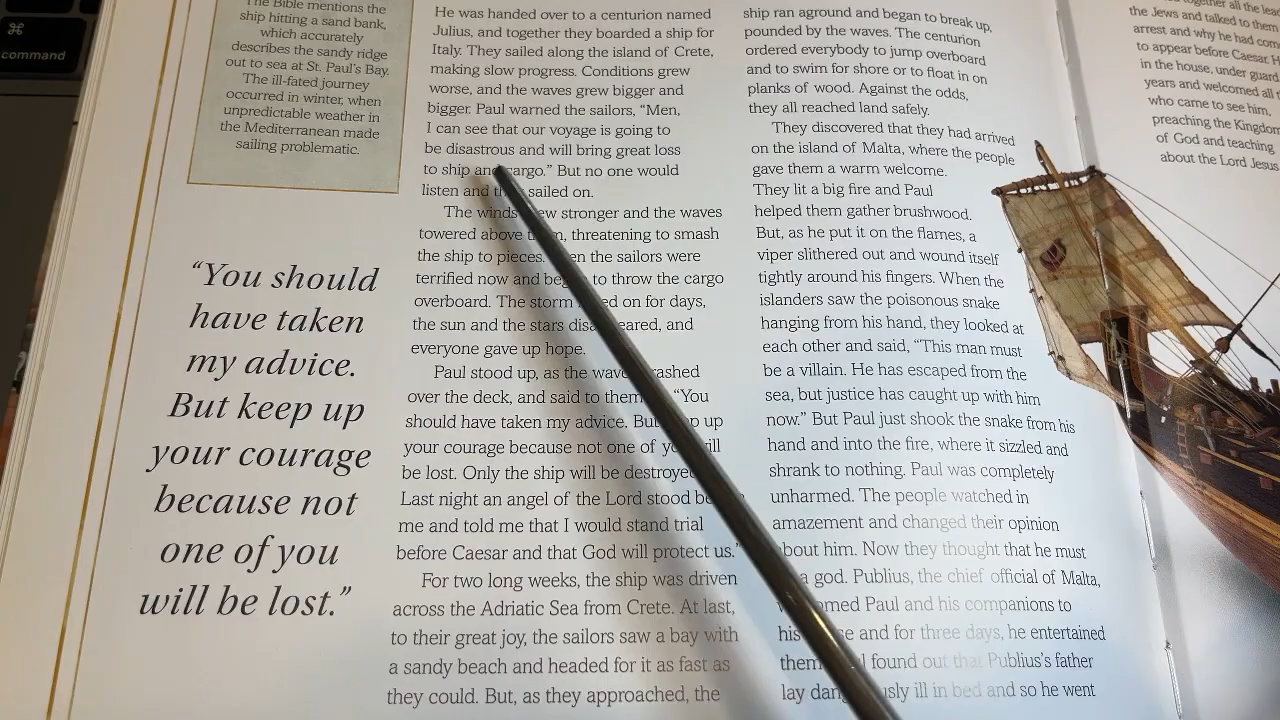 ⌘
command
The Bible mentions the
ship hitting a sand bank,
which accurately
describes the sandy ridge
out to sea at St. Paul's Bay.
The ill-fated journey
occurred in winter, when
unpredictable weather in
the Mediterranean made
sailing problematic.
“You should
have taken
my advice.
But keep up
your courage
because not
one of you
will be lost.”
He was handed over to a centurion named
Julius, and together they boarded a ship for
Italy. They sailed along the island of Crete,
making slow progress. Conditions grew
worse, and the waves grew bigger and
bigger. Paul warned the sailors, “Men,
I can see that our voyage is going to
be disastrous and will bring great loss
to ship and cargo.” But no one would
listen and sailed on.
The winds stronger and the waves
towered above threatening to smash
the ship to pieces. the sailors were
terrified now and to throw the cargo
overboard. The storm on for days,
the sun and the stars and
everyone gave up hope.
Paul stood up, as the
over the deck, and said to them “You
should have taken my advice. up
your courage because not one of
be lost. Only the ship will be
Last night an angel of the Lord stood
me and told me that I would stand trial
before Caesar and that God will protect us.”
For two long weeks, the ship was driven
across the Adriatic Sea from Crete. At last,
to their great joy, the sailors saw a bay with
a sandy beach and headed for it as fast as
they could. But, as they approached, the
ship ran aground and began to break up,
pounded by the waves. The centurion
ordered everybody to jump overboard
and to swim for shore or to float in on
planks of wood. Against the odds,
they all reached land safely.
They discovered that they had arrived
on the island of Malta, where the people
gave them a warm welcome.
They lit a big fire and Paul
helped them gather brushwood.
But, as he put it on the flames, a
viper slithered out and wound itself
tightly around his fingers. When the
islanders saw the poisonous snake
hanging from his hand, they looked at
each other and said, “This man must
be a villain. He has escaped from the
sea, but justice has caught up with him
now.” But Paul just shook the snake from his
hand and into the fire, where it sizzled and
shrank to nothing. Paul was completely
unharmed. The people watched in
amazement and changed their opinion
about him. Now they thought that he must
a god. Publius, the chief official of Malta,
Paul and his companions to
his and for three days, he entertained
them found out that Publius's father
lay ill in bed and so he went
together all the
the Jews and talked to them
arrest and why he had
to appear before Caesar.
in the house, under guard
years and welcomed all
who came to see him,
preaching the Kingdom
of God and teaching
about the Lord Jesus